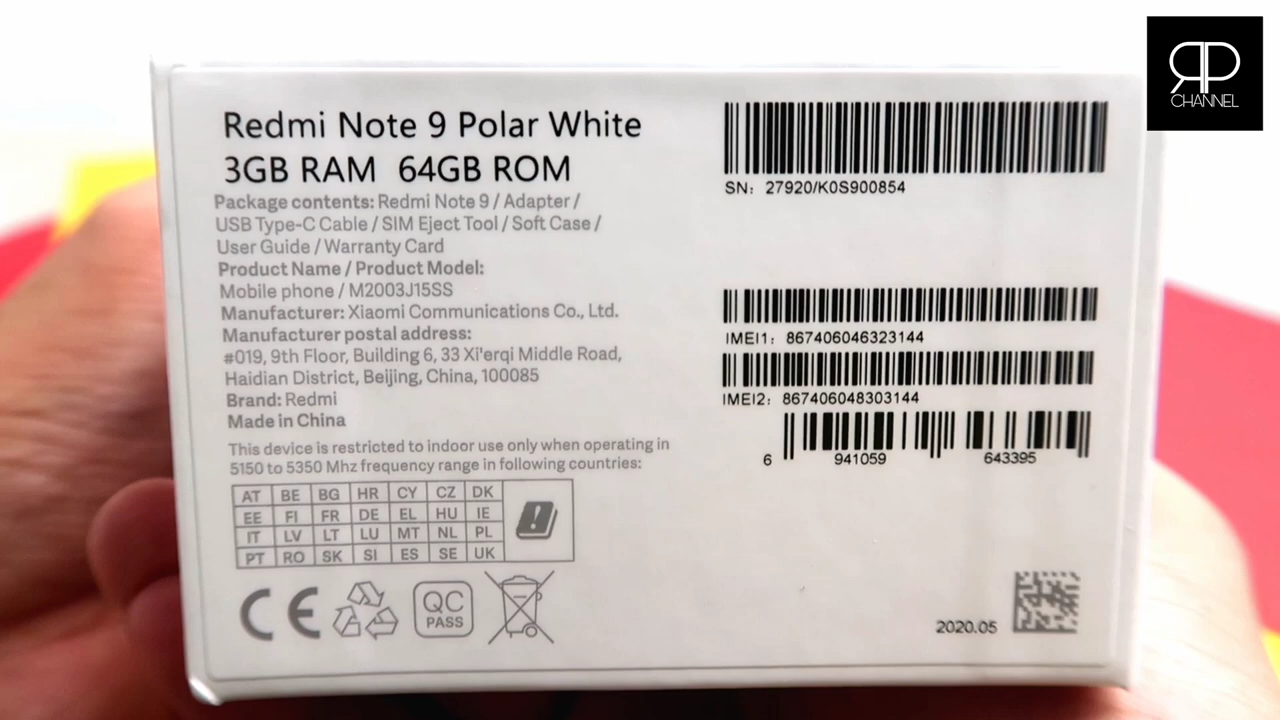 Redmi Note 9 Polar White
3GB RAM 64GB ROM
Package contents: Redmi Note 9 / Adapter /
USB Type-C Cable / SIM Eject Tool / Soft Case /
User Guide / Warranty Card
Product Name / Product Model:
Mobile phone / M2003J15SS
Manufacturer: Xiaomi Communications Co., Ltd.
Manufacturer postal address:
#019, 9th Floor, Building 6, 33 Xi'erqi Middle Road,
Haidian District, Beijing, China, 100085
Brand: Redmi
Made in China
This device is restricted to indoor use only when operating in
5150 to 5350 Mhz frequency range in following countries:
AT BE BG HR CY CZ DK
EE FI FR DE EL HU IE
IT LV LT LU MT NL PL
PT RO SK SI ES SE UK
CE
QC
PASS
SN: 27920/K0S900854
IMEI1: 867406046323144
IMEI2: 867406048303144
6 941059 643395
2020.05
RP
CHANNEL